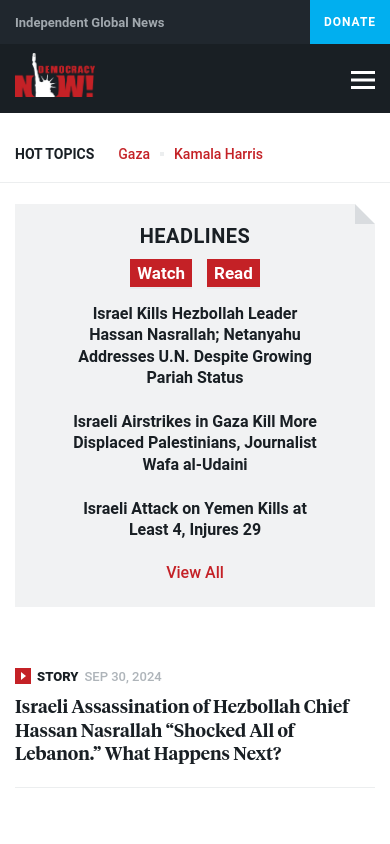 Independent Global News
DONATE
DEMOCRACY
NOW!
HOT TOPICS
Gaza
Kamala Harris
HEADLINES
Watch
Read
Israel Kills Hezbollah Leader
Hassan Nasrallah; Netanyahu
Addresses U.N. Despite Growing
Pariah Status
Israeli Airstrikes in Gaza Kill More
Displaced Palestinians, Journalist
Wafa al-Udaini
Israeli Attack on Yemen Kills at
Least 4, Injures 29
View All
STORY SEP 30, 2024
Israeli Assassination of Hezbollah Chief
Hassan Nasrallah “Shocked All of
Lebanon.” What Happens Next?